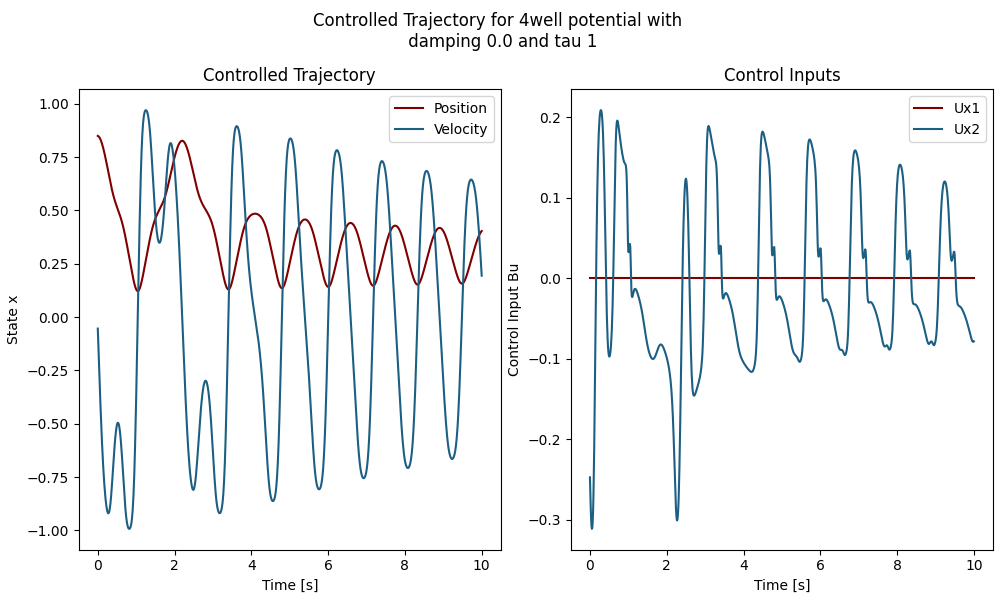 Controlled Trajectory for 4well potential with
damping 0.0 and tau 1
Controlled Trajectory
Control Inputs
State x
1.00
0.75
0.50
0.25
0.00
−0.25
−0.50
−0.75
−1.00
Position
Velocity
0 2 4 6 8 10
Time [s]
Control Input Bu
0.2
0.1
0.0
−0.1
−0.2
−0.3
Ux1
Ux2
0 2 4 6 8 10
Time [s]